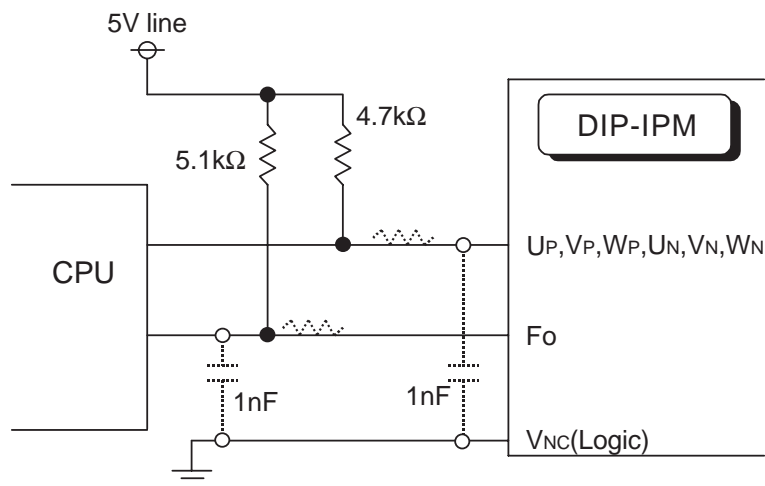 5V line
4.7kΩ
5.1kΩ
DIP-IPM
CPU
UP,VP,WP,UN,VN,WN
Fo
1nF
1nF
VNC(Logic)